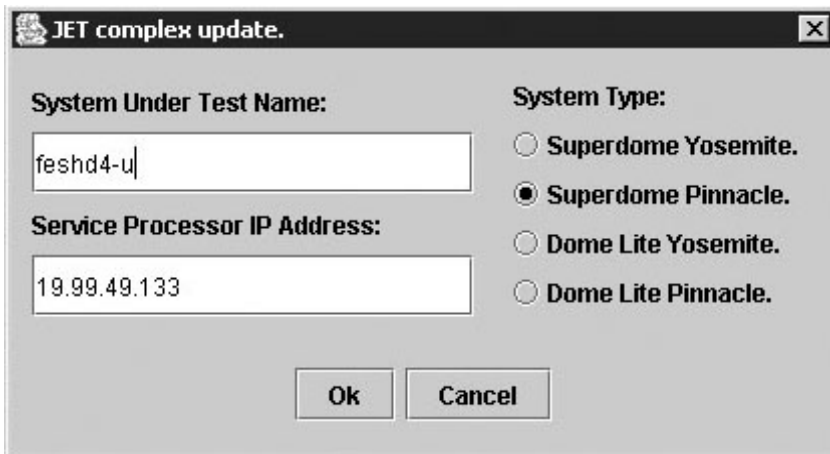 JET complex update.
System Under Test Name:
feshd4-u
Service Processor IP Address:
19.99.49.133
System Type:
Superdome Yosemite.
Superdome Pinnacle.
Dome Lite Yosemite.
Dome Lite Pinnacle.
Ok
Cancel